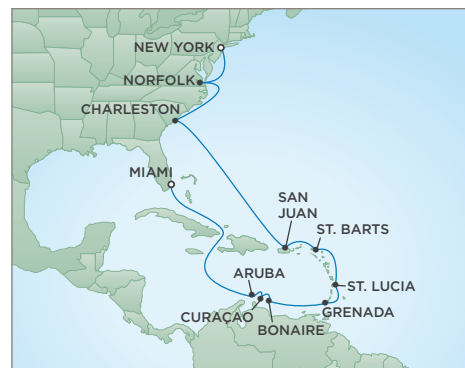 NEW YORK
NORFOLK
CHARLESTON
MIAMI
SAN
JUAN
ST. BARTS
ARUBA
ST. LUCIA
CURAÇAO
GRENADA
BONAIRE